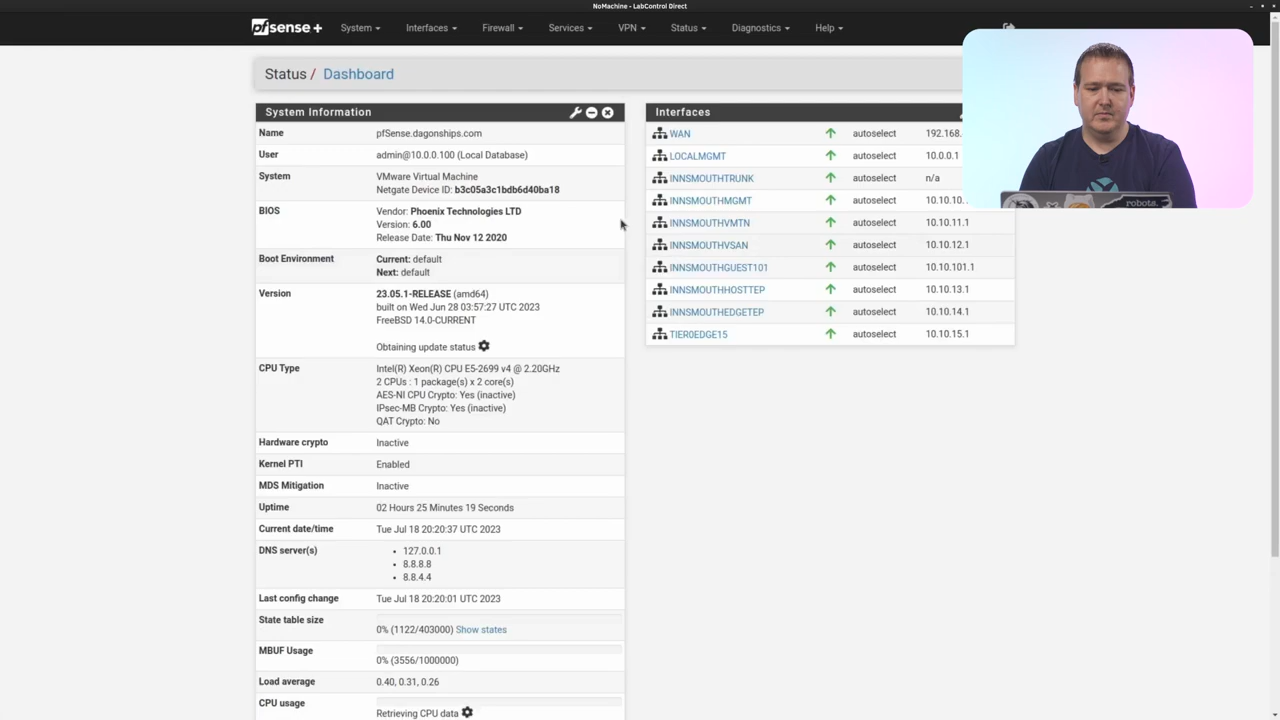 NoMachine - LabControl Direct
pfsense +
System
Interfaces
Firewall
Services
VPN
Status
Diagnostics
Help
Status / Dashboard
System Information
Name pfSense.dagonships.com
User admin@10.0.0.100 (Local Database)
System VMware Virtual Machine
Netgate Device ID: b3c05a3c1bdb6d40ba18
BIOS Vendor: Phoenix Technologies LTD
Version: 6.00
Release Date: Thu Nov 12 2020
Boot Environment Current: default
Next: default
Version 23.05.1-RELEASE (amd64)
built on Wed Jun 28 03:57:27 UTC 2023
FreeBSD 14.0-CURRENT
Obtaining update status
CPU Type Intel(R) Xeon(R) CPU E5-2699 v4 @ 2.20GHz
2 CPUs : 1 package(s) x 2 core(s)
AES-NI CPU Crypto: Yes (inactive)
IPsec-MB Crypto: Yes (inactive)
QAT Crypto: No
Hardware crypto Inactive
Kernel PTI Enabled
MDS Mitigation Inactive
Uptime 02 Hours 25 Minutes 19 Seconds
Current date/time Tue Jul 18 20:20:37 UTC 2023
DNS server(s) • 127.0.0.1
• 8.8.8.8
• 8.8.4.4
Last config change Tue Jul 18 20:20:01 UTC 2023
State table size
0% (1122/403000) Show states
MBUF Usage
0% (3556/1000000)
Load average 0.40, 0.31, 0.26
CPU usage
Retrieving CPU data
Interfaces
WAN autoselect 192.168.
LOCALMGMT autoselect 10.0.0.1
INNSMOUTHTRUNK autoselect n/a
INNSMOUTHMGMT autoselect 10.10.10.
INNSMOUTHVMTN autoselect 10.10.11.1
INNSMOUTHVSAN autoselect 10.10.12.1
INNSMOUTHGUEST101 autoselect 10.10.101.1
INNSMOUTHHOSTTEP autoselect 10.10.13.1
INNSMOUTHEDGETEP autoselect 10.10.14.1
TIER0EDGE15 autoselect 10.10.15.1
robots.